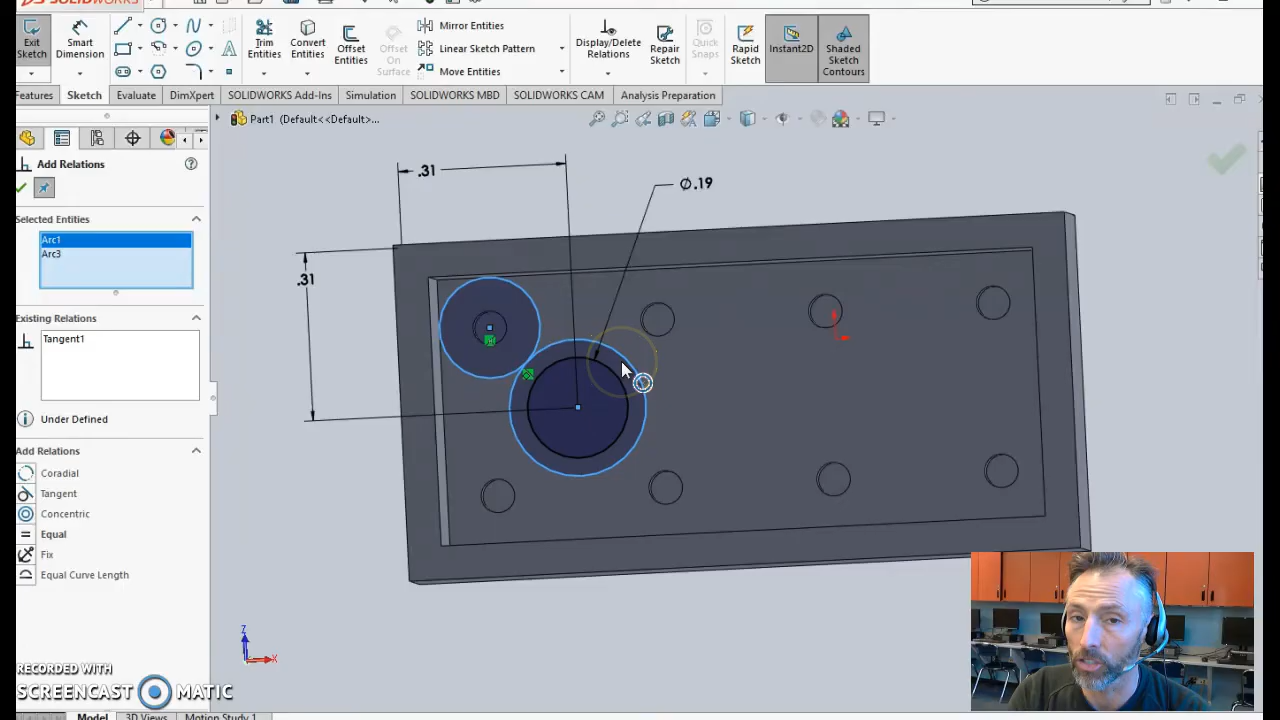 Exit Sketch
Smart Dimension
Trim Entities
Convert Entities
Offset Entities
Offset On Surface
Mirror Entities
Linear Sketch Pattern
Move Entities
Display/Delete Relations
Repair Sketch
Quick Snaps
Rapid Sketch
Instant2D
Shaded Sketch Contours
Features
Sketch
Evaluate
DimXpert
SOLIDWORKS Add-Ins
Simulation
SOLIDWORKS MBD
SOLIDWORKS CAM
Analysis Preparation
Part1 (Default<<Default>...
Add Relations
Selected Entities
Arc1
Arc3
Existing Relations
Tangent1
Under Defined
Add Relations
Coradial
Tangent
Concentric
Equal
Fix
Equal Curve Length
.31
Ø.19
.31
Z
X
RECORDED WITH
SCREENCAST MATIC
Model
3D Views
Motion Study 1